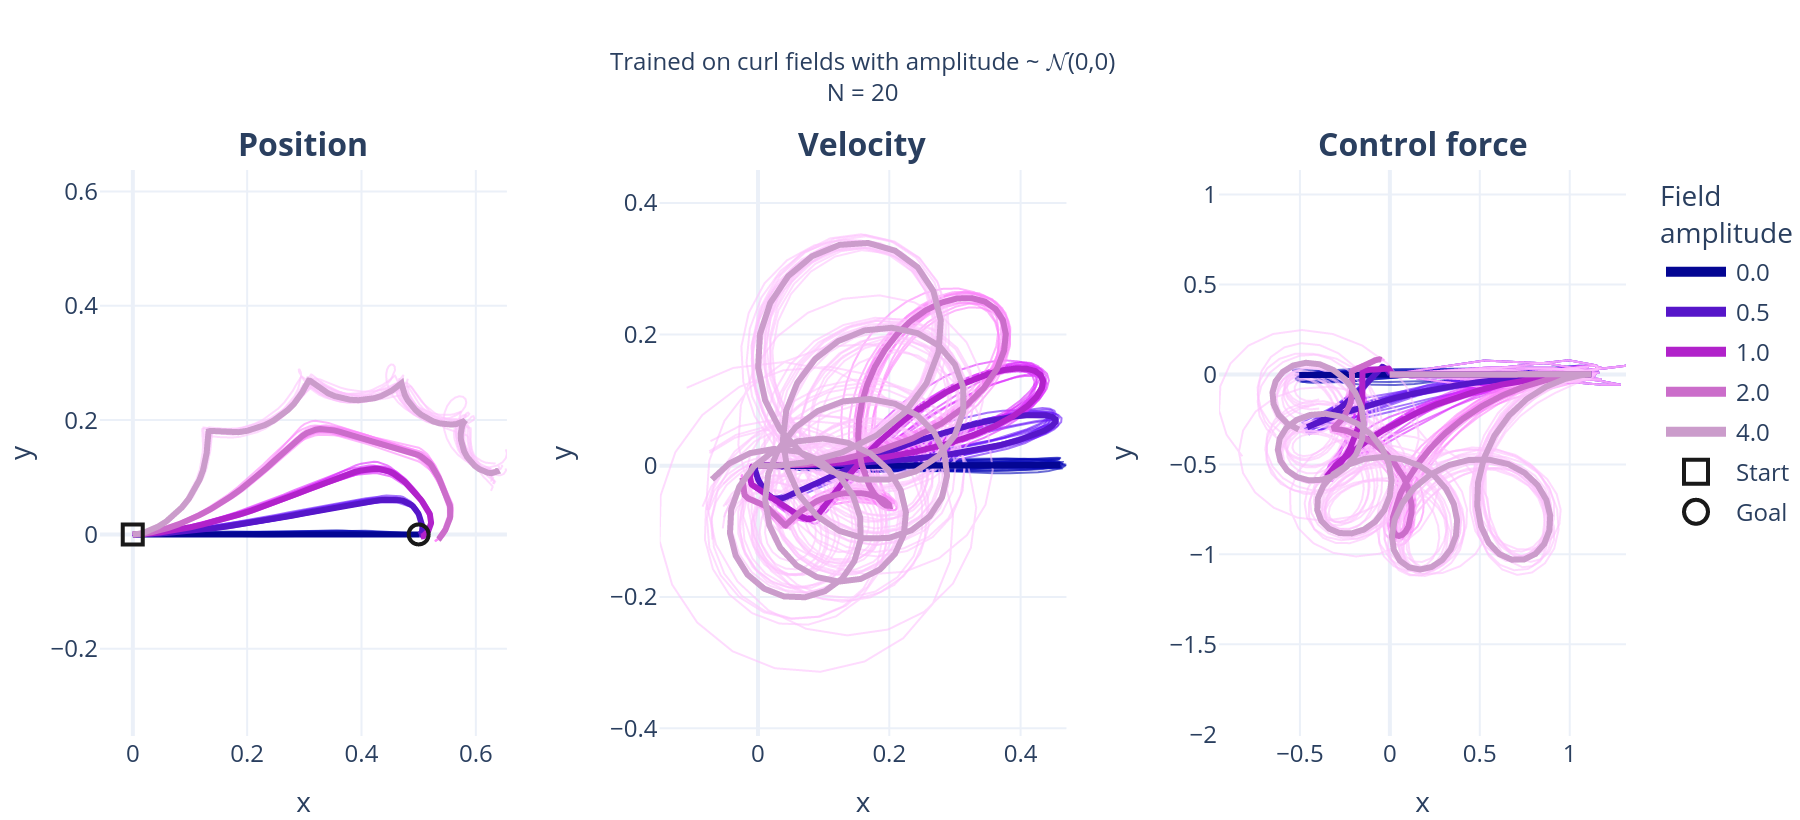 Trained on curl fields with amplitude ~ 𝒩(0,0)
N = 20
Position
Velocity
Control force
0.6
0.4
0.2
0
−0.2
y
0
0.2
0.4
0.6
x
0.4
0.2
0
−0.2
−0.4
y
0
0.2
0.4
x
1
0.5
0
−0.5
−1
−1.5
−2
y
−0.5
0
0.5
1
x
Field
amplitude
0.0
0.5
1.0
2.0
4.0
Start
Goal